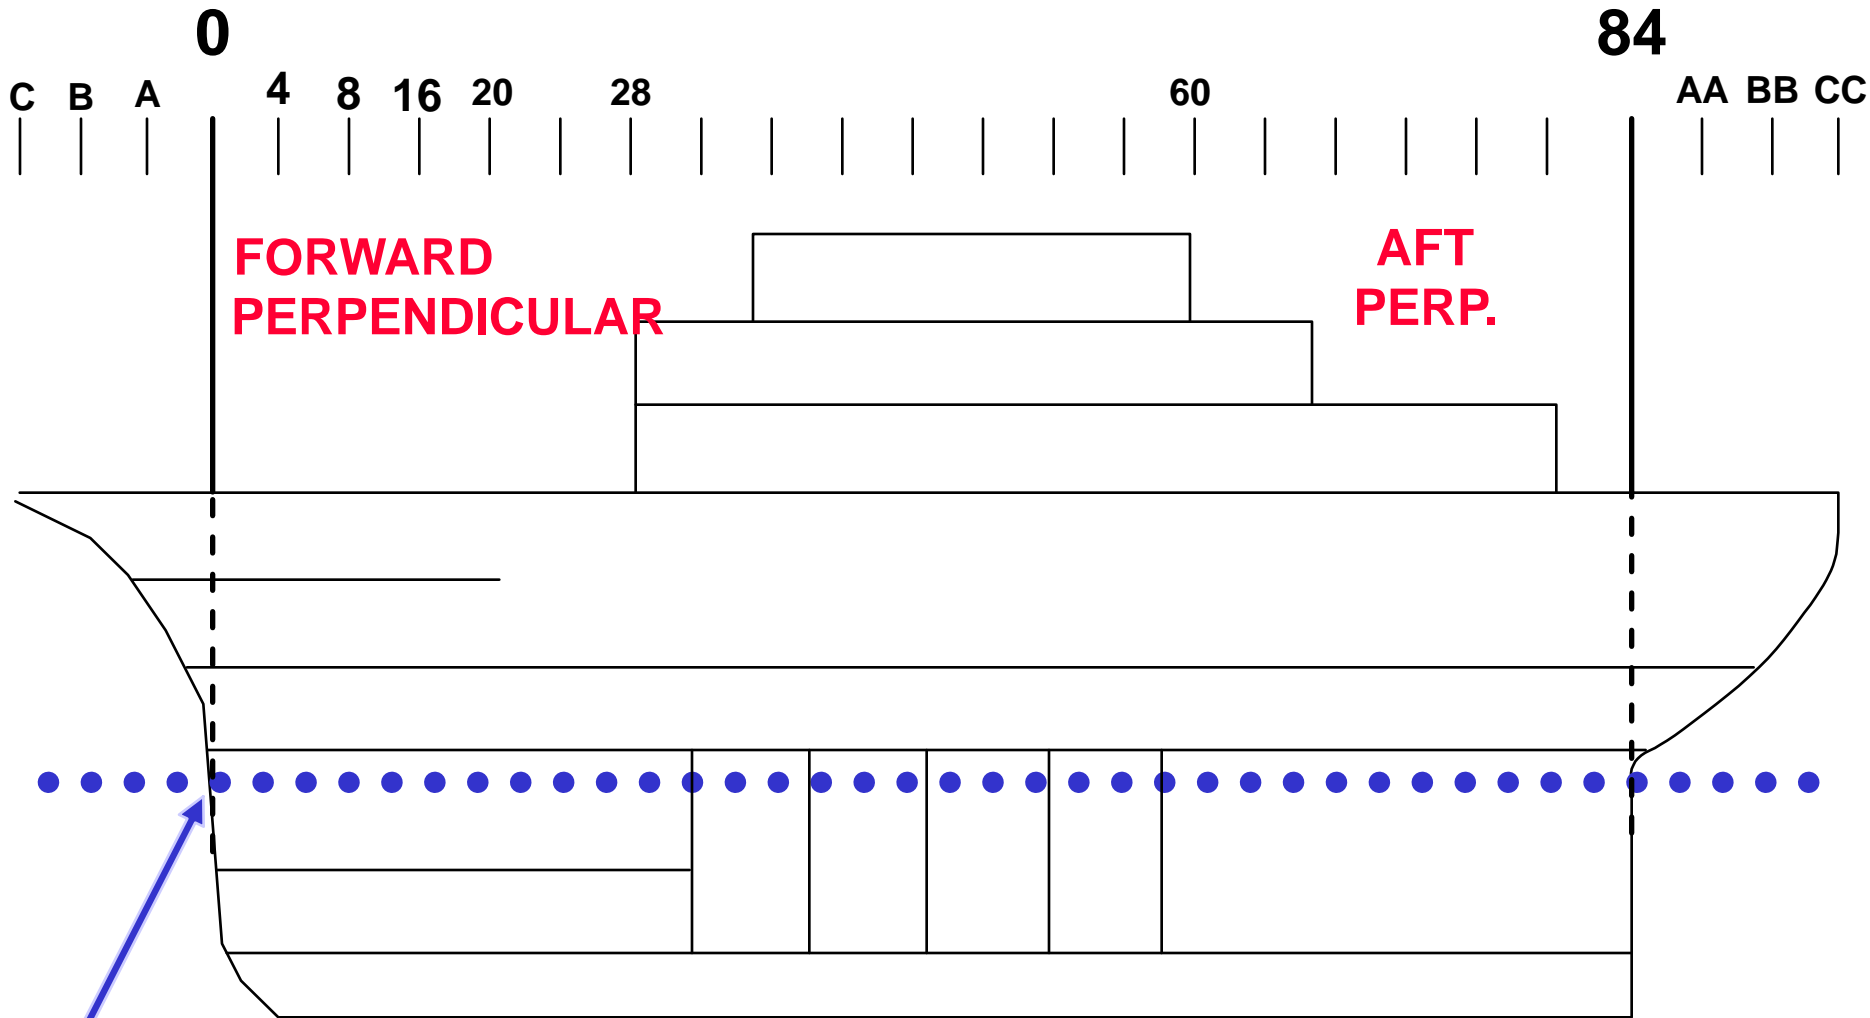 0 84
C B A 4 8 16 20 28 60 AA BB CC
FORWARD
PERPENDICULAR
AFT
PERP.